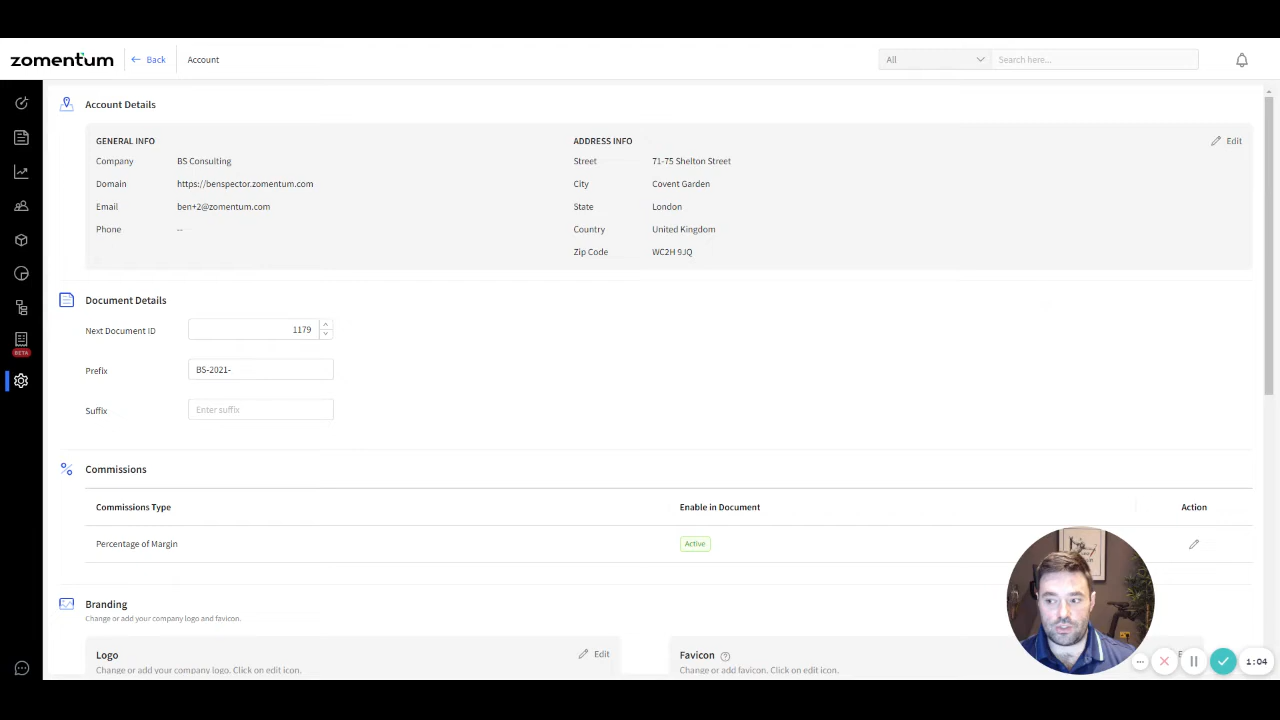 zomentum
Back
Account
All
Search here...
Account Details
GENERAL INFO
Company BS Consulting
Domain https://benspector.zomentum.com
Email ben+2@zomentum.com
Phone --
ADDRESS INFO
Edit
Street 71-75 Shelton Street
City Covent Garden
State London
Country United Kingdom
Zip Code WC2H 9JQ
BETA
Document Details
Next Document ID 1179
Prefix BS-2021-
Suffix Enter suffix
Commissions
Commissions Type Enable in Document Action
Percentage of Margin Active
Branding
Change or add your company logo and favicon.
Logo Edit
Change or add your company logo. Click on edit icon.
Favicon
Change or add favicon. Click on edit icon.
1:04